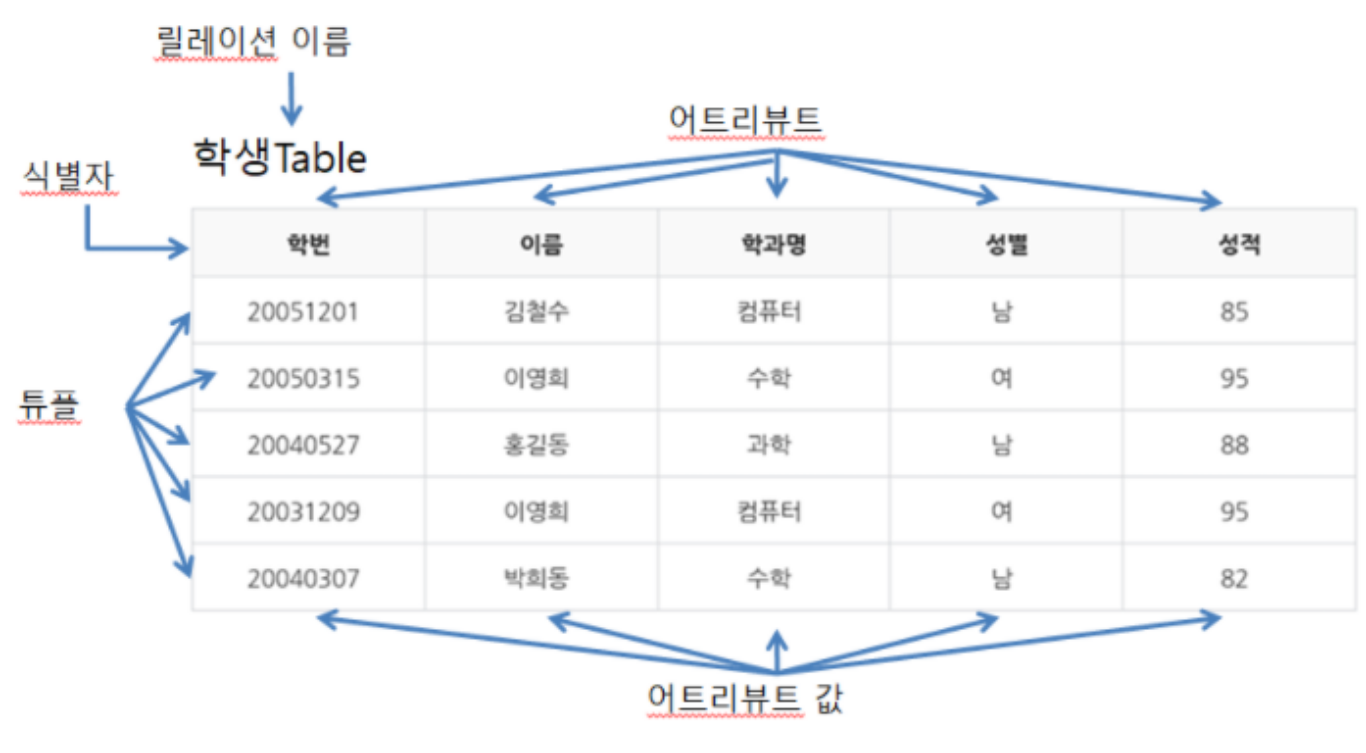 릴레이션 이름
어트리뷰트
학생Table
식별자
학번 이름 학과명 성별 성적
20051201 김철수 컴퓨터 남 85
20050315 이영희 수학 여 95
튜플
20040527 홍길동 과학 남 88
20031209 이영희 컴퓨터 여 95
20040307 박희동 수학 남 82
어트리뷰트 값